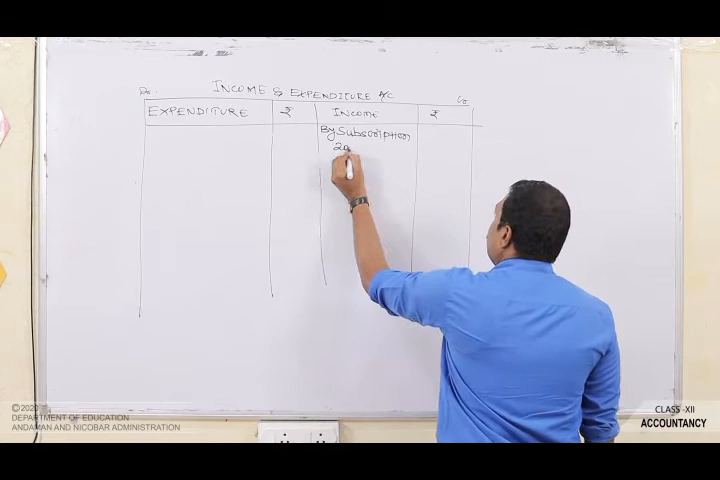 Dr. INCOME & EXPENDITURE A/C Cr.
EXPENDITURE ₹ INCOME ₹
By Subscription
20
©2020
DEPARTMENT OF EDUCATION
ANDAMAN AND NICOBAR ADMINISTRATION
CLASS -XII
ACCOUNTANCY